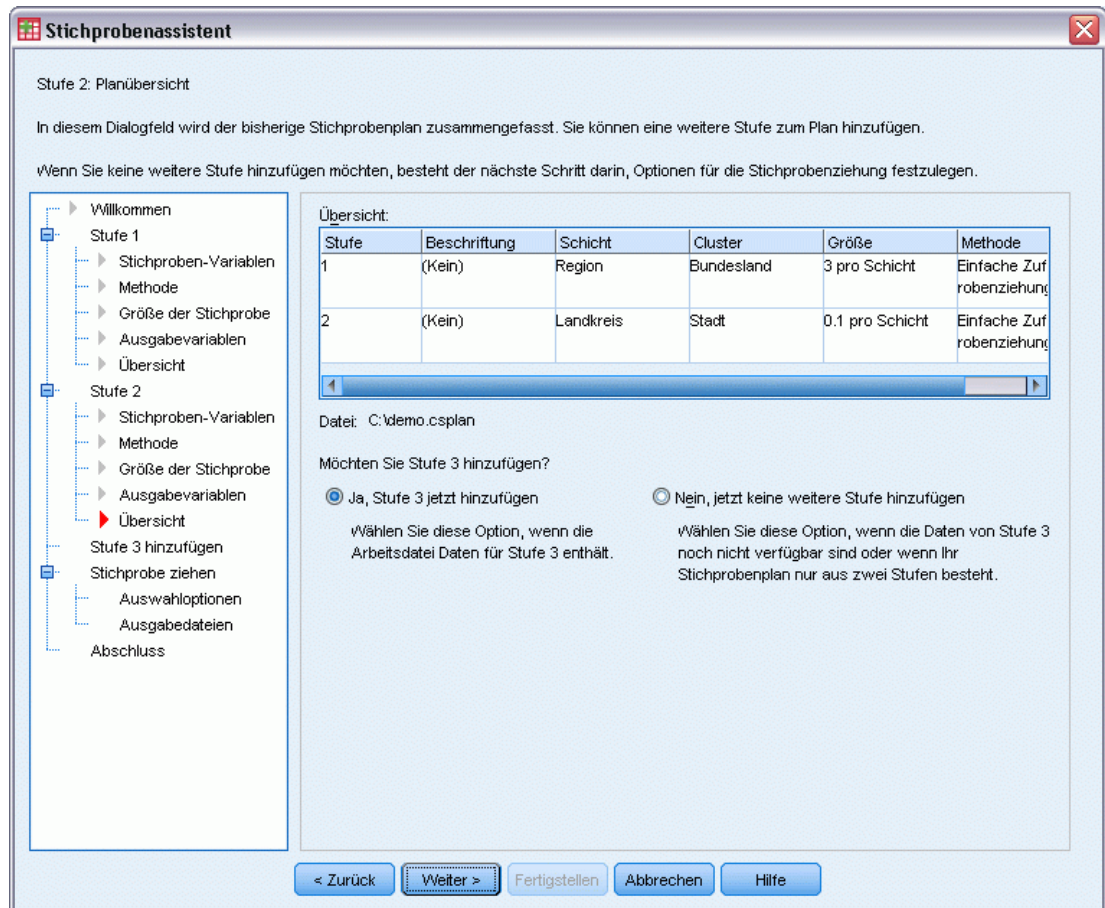 Stichprobenassistent
Stufe 2: Planübersicht
In diesem Dialogfeld wird der bisherige Stichprobenplan zusammengefasst. Sie können eine weitere Stufe zum Plan hinzufügen.
Wenn Sie keine weitere Stufe hinzufügen möchten, besteht der nächste Schritt darin, Optionen für die Stichprobenziehung festzulegen.
Willkommen
Stufe 1
Stichproben-Variablen
Methode
Größe der Stichprobe
Ausgabevariablen
Übersicht
Stufe 2
Stichproben-Variablen
Methode
Größe der Stichprobe
Ausgabevariablen
Übersicht
Stufe 3 hinzufügen
Stichprobe ziehen
Auswahloptionen
Ausgabedateien
Abschluss
Übersicht:
Stufe Beschriftung Schicht Cluster Größe Methode
1 (Kein) Region Bundesland 3 pro Schicht Einfache Zuf
robenziehung
2 (Kein) Landkreis Stadt 0.1 pro Schicht Einfache Zuf
robenziehung
Datei: C:\demo.csplan
Möchten Sie Stufe 3 hinzufügen?
Ja, Stufe 3 jetzt hinzufügen
Wählen Sie diese Option, wenn die
Arbeitsdatei Daten für Stufe 3 enthält.
Nein, jetzt keine weitere Stufe hinzufügen
Wählen Sie diese Option, wenn die Daten von Stufe 3
noch nicht verfügbar sind oder wenn Ihr
Stichprobenplan nur aus zwei Stufen besteht.
< Zurück Weiter > Fertigstellen Abbrechen Hilfe